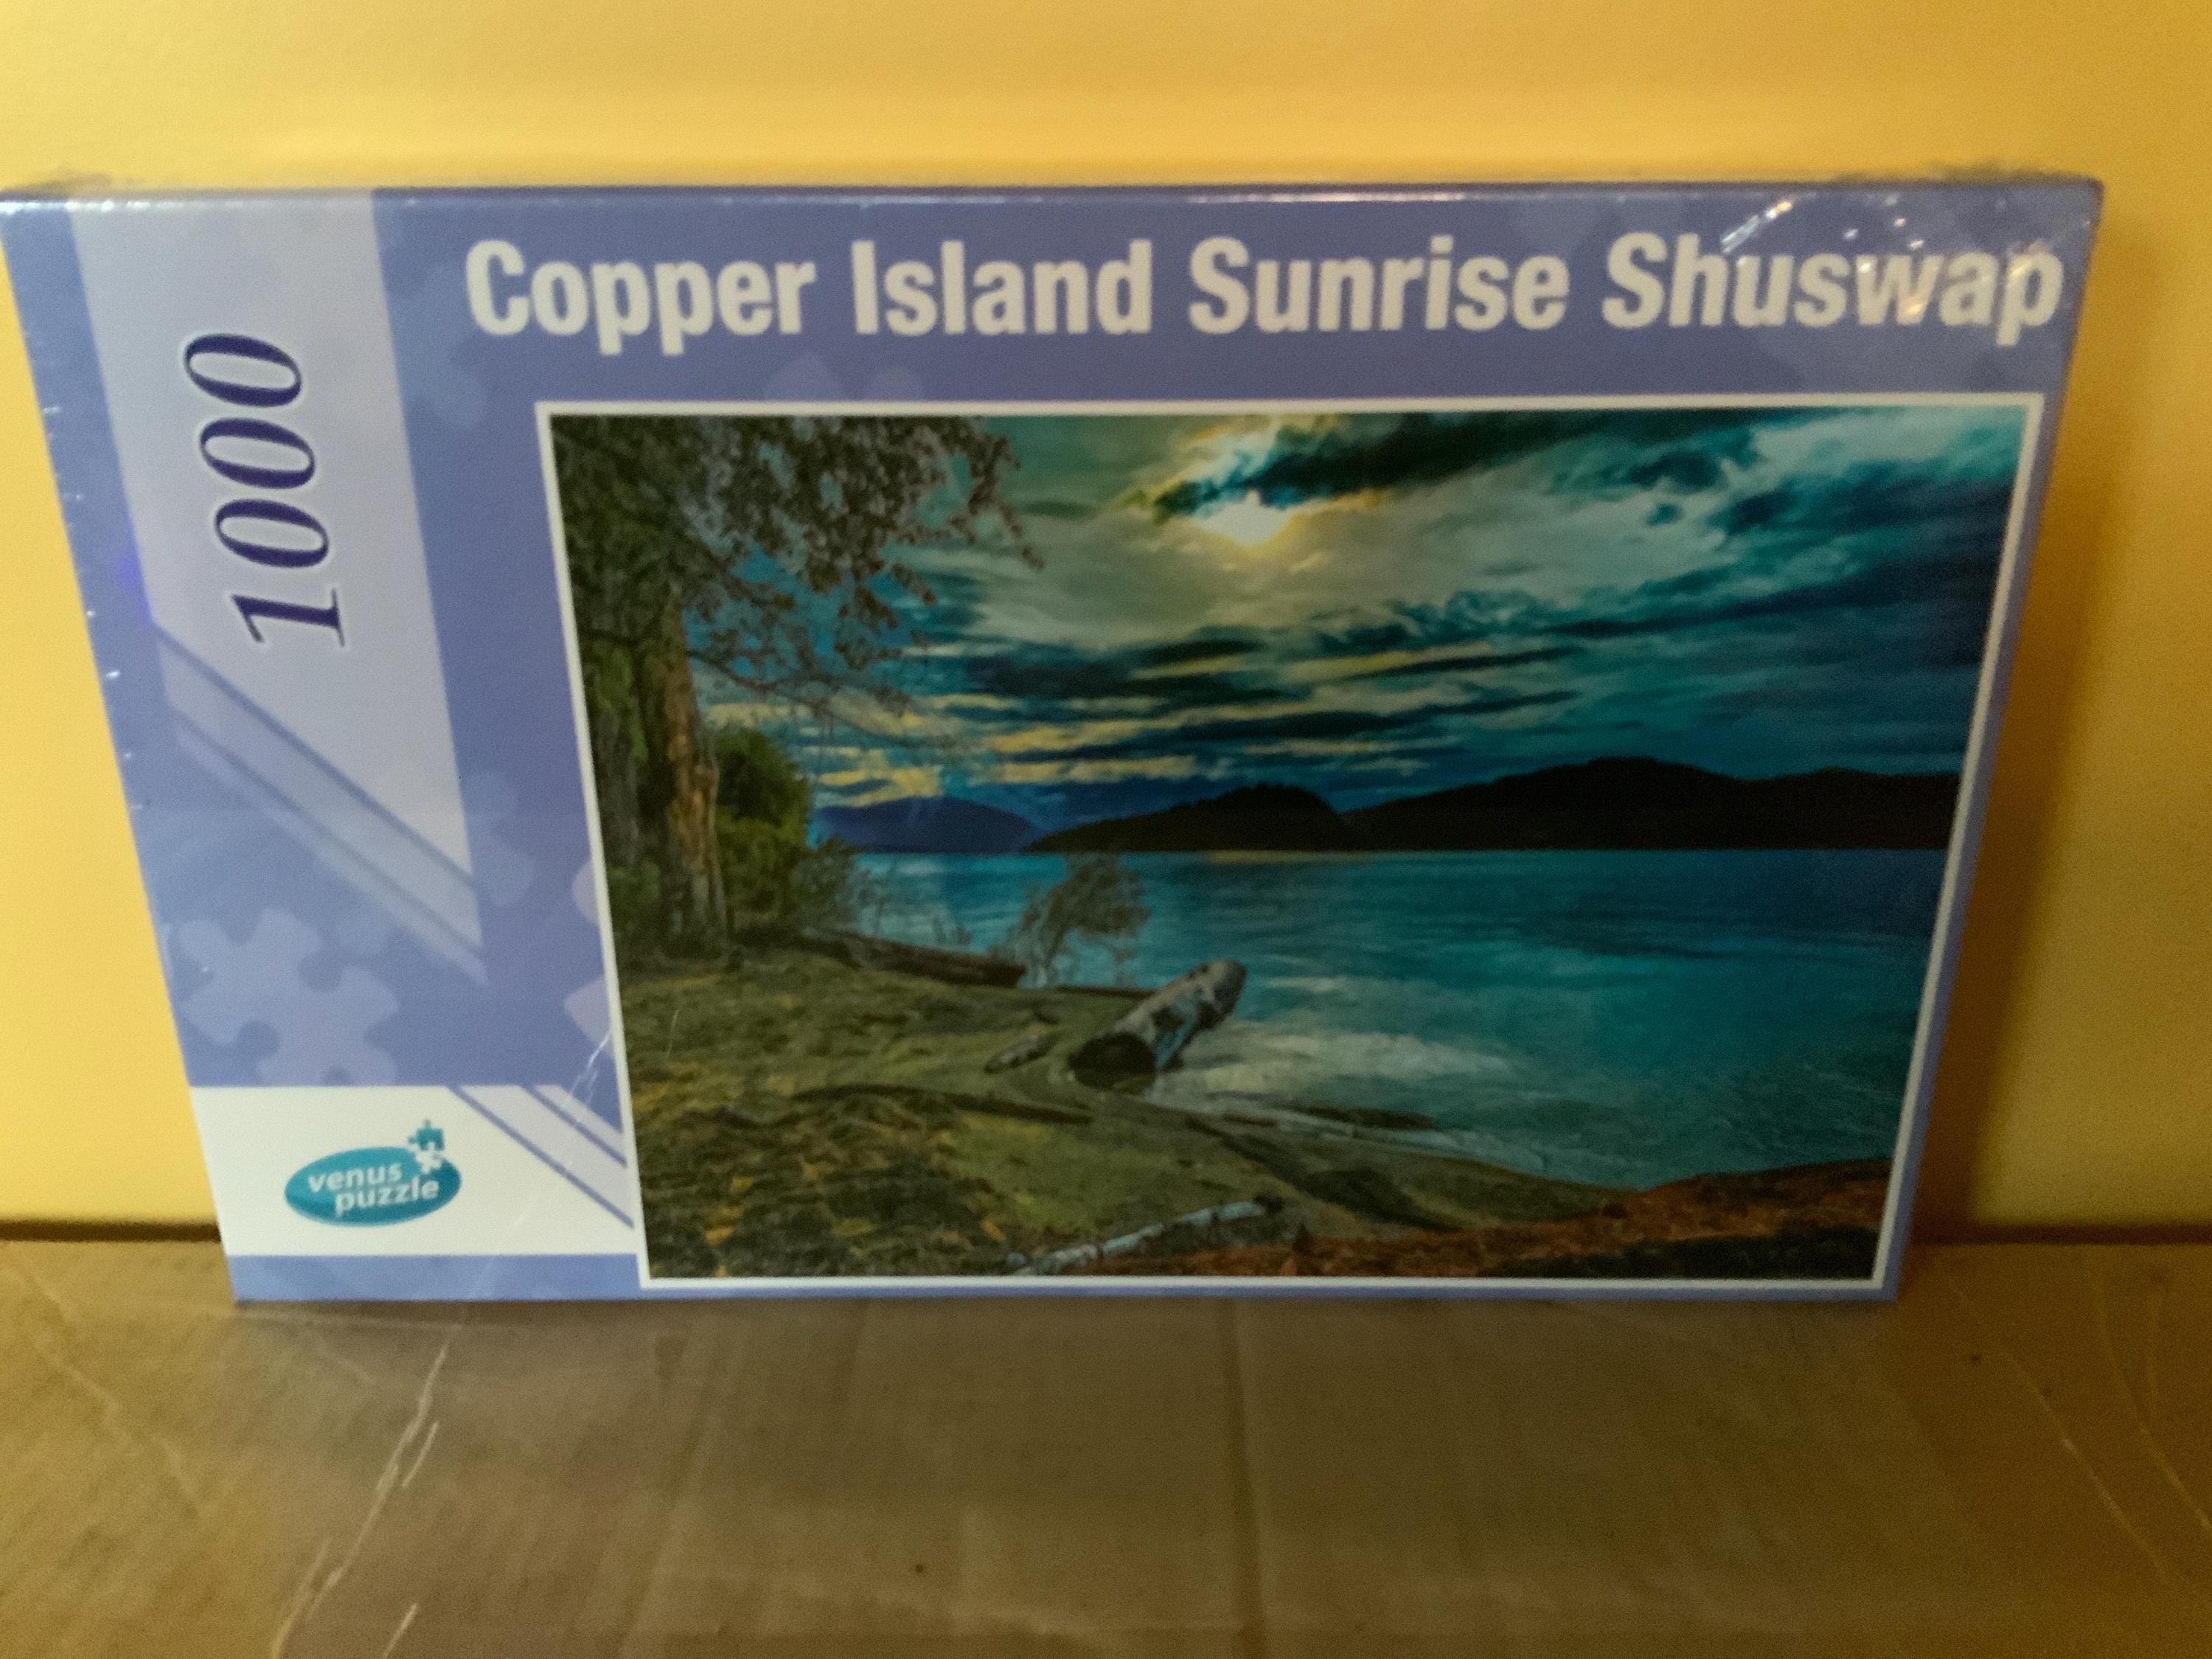 Copper Island Sunrise Shuswap
1000
venus
puzzle